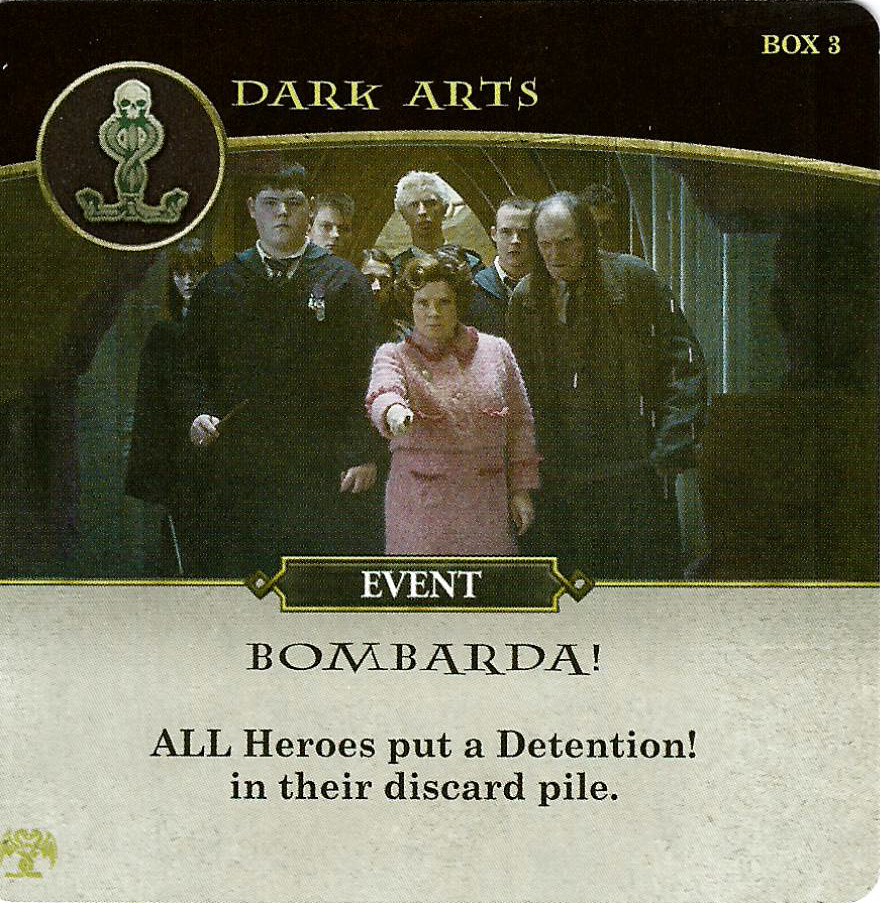 BOX 3
DARK ARTS
EVENT
BOMBARDA!
ALL Heroes put a Detention!
in their discard pile.